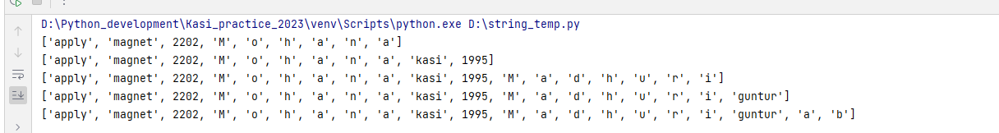 D:\Python_development\Kasi_practice_2023\venv\Scripts\python.exe D:\string_temp.py
['apply', 'magnet', 2202, 'M', 'o', 'h', 'a', 'n', 'a']
['apply', 'magnet', 2202, 'M', 'o', 'h', 'a', 'n', 'a', 'kasi', 1995]
['apply', 'magnet', 2202, 'M', 'o', 'h', 'a', 'n', 'a', 'kasi', 1995, 'M', 'a', 'd', 'h', 'u', 'r', 'i']
['apply', 'magnet', 2202, 'M', 'o', 'h', 'a', 'n', 'a', 'kasi', 1995, 'M', 'a', 'd', 'h', 'u', 'r', 'i', 'guntur']
['apply', 'magnet', 2202, 'M', 'o', 'h', 'a', 'n', 'a', 'kasi', 1995, 'M', 'a', 'd', 'h', 'u', 'r', 'i', 'guntur', 'a', 'b']